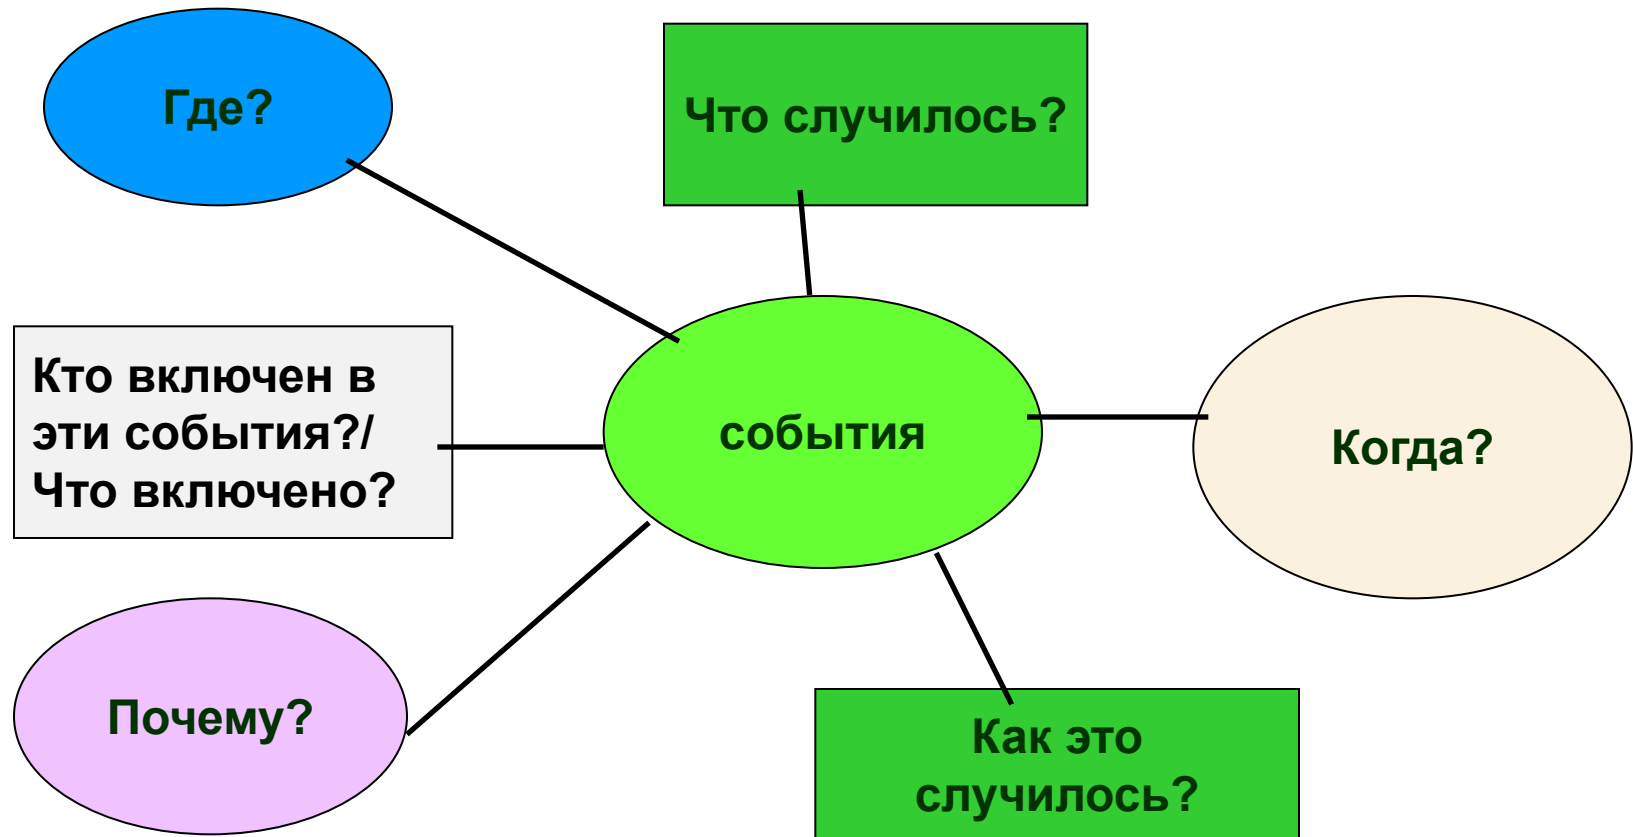 Где?
Что случилось?
Кто включен в
эти события?/
Что включено?
события
Когда?
Почему?
Как это
случилось?